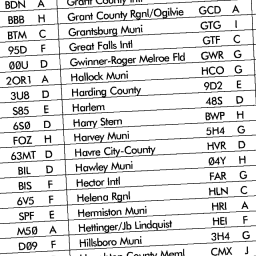 BDN A Grant County Intl
BBB H Grant County Rgnl/Ogilvie GCD A
BTM C Grantsburg Muni GTG I
95D F Great Falls Intl GTF C
00U D Gwinner-Roger Melroe Fld GWR G
2OR1 A Hallock Muni HCO G
3U8 D Harding County 9D2 E
S85 E Harlem 48S D
6S0 D Harry Stern BWP H
FOZ H Harvey Muni 5H4 G
63MT D Havre City-County HVR D
BIL D Hawley Muni 04Y H
BIS F Hector Intl FAR G
6V5 F Helena Rgnl HLN C
SPF E Hermiston Muni HRI A
M50 A Hettinger/Jb Lindquist HEI F
D09 F Hillsboro Muni 3H4 G
County Meml CMX J